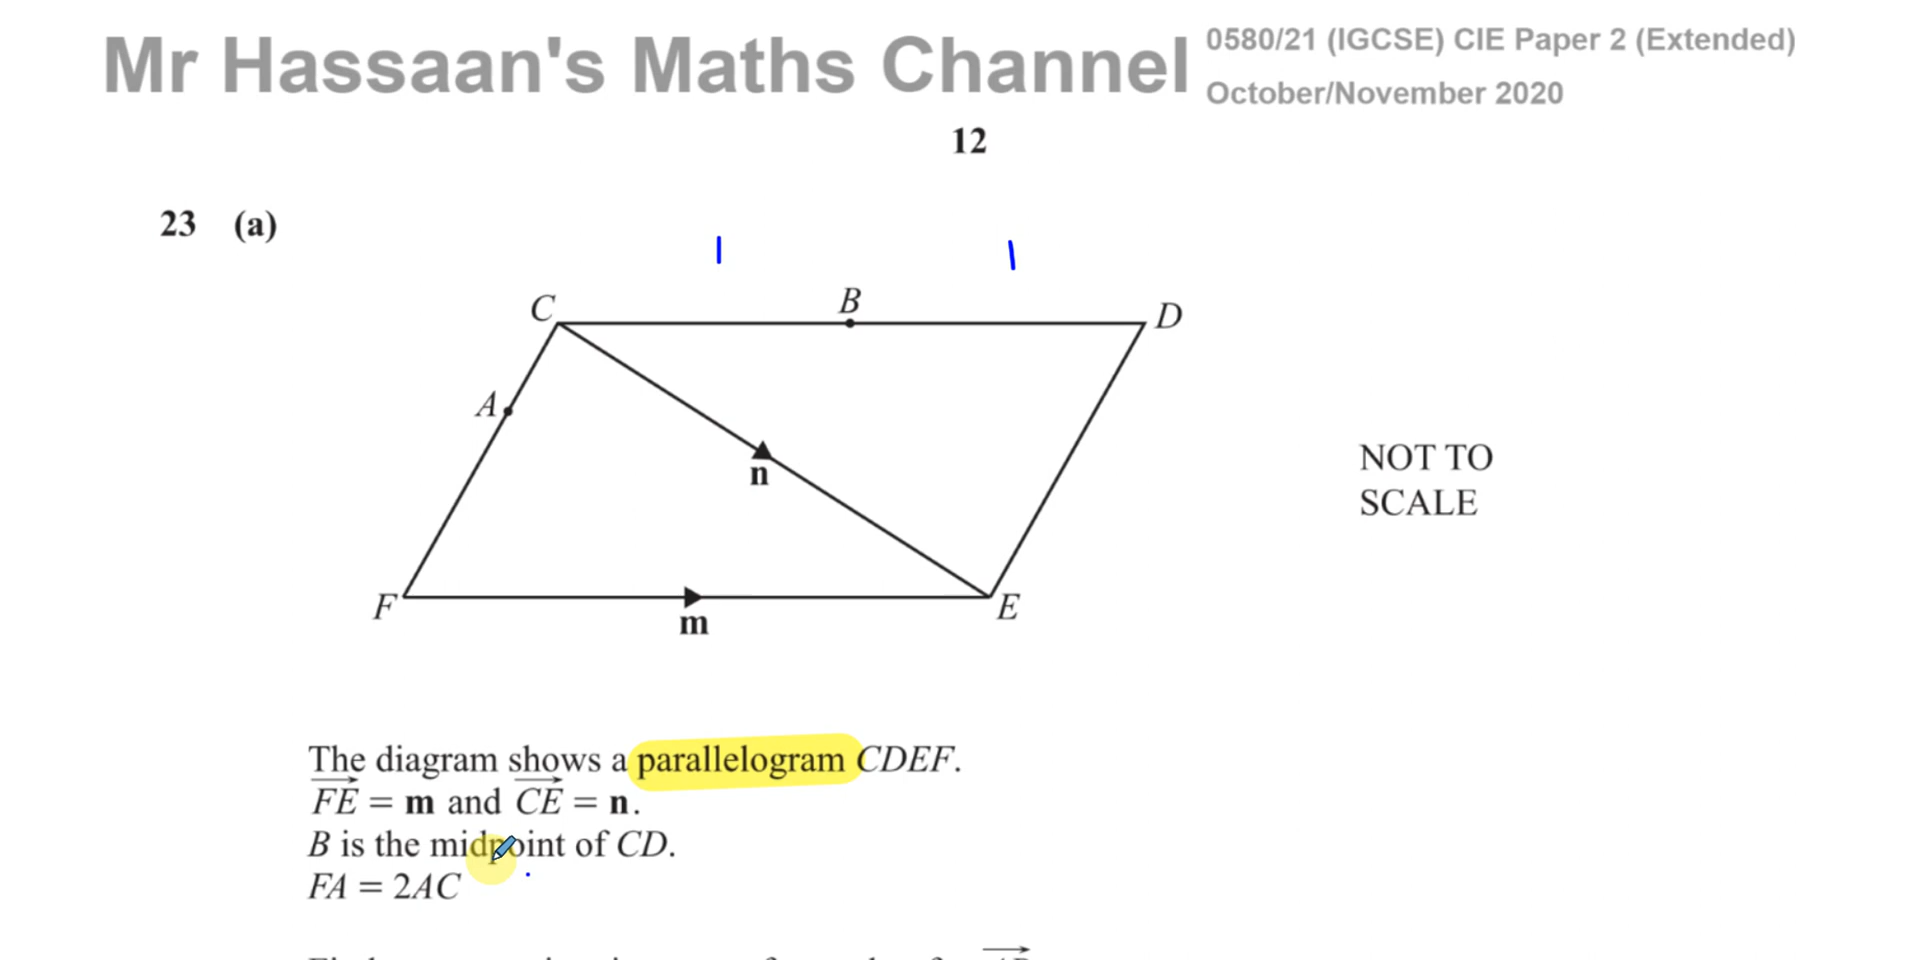 Mr Hassaan's Maths Channel
0580/21 (IGCSE) CIE Paper 2 (Extended)
October/November 2020
12
23 (a)
C
B
D
A
n
NOT TO
SCALE
F
m
E
The diagram shows a parallelogram CDEF.
FE = m and CE = n.
B is the midpoint of CD.
FA = 2AC